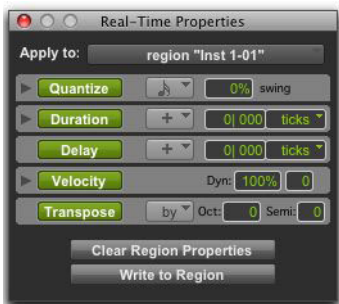 Real-Time Properties
Apply to: region "Inst 1-01"
Quantize 0% swing
Duration + 0| 000 ticks
Delay + 0| 000 ticks
Velocity Dyn: 100% 0
Transpose by Oct: 0 Semi: 0
Clear Region Properties
Write to Region